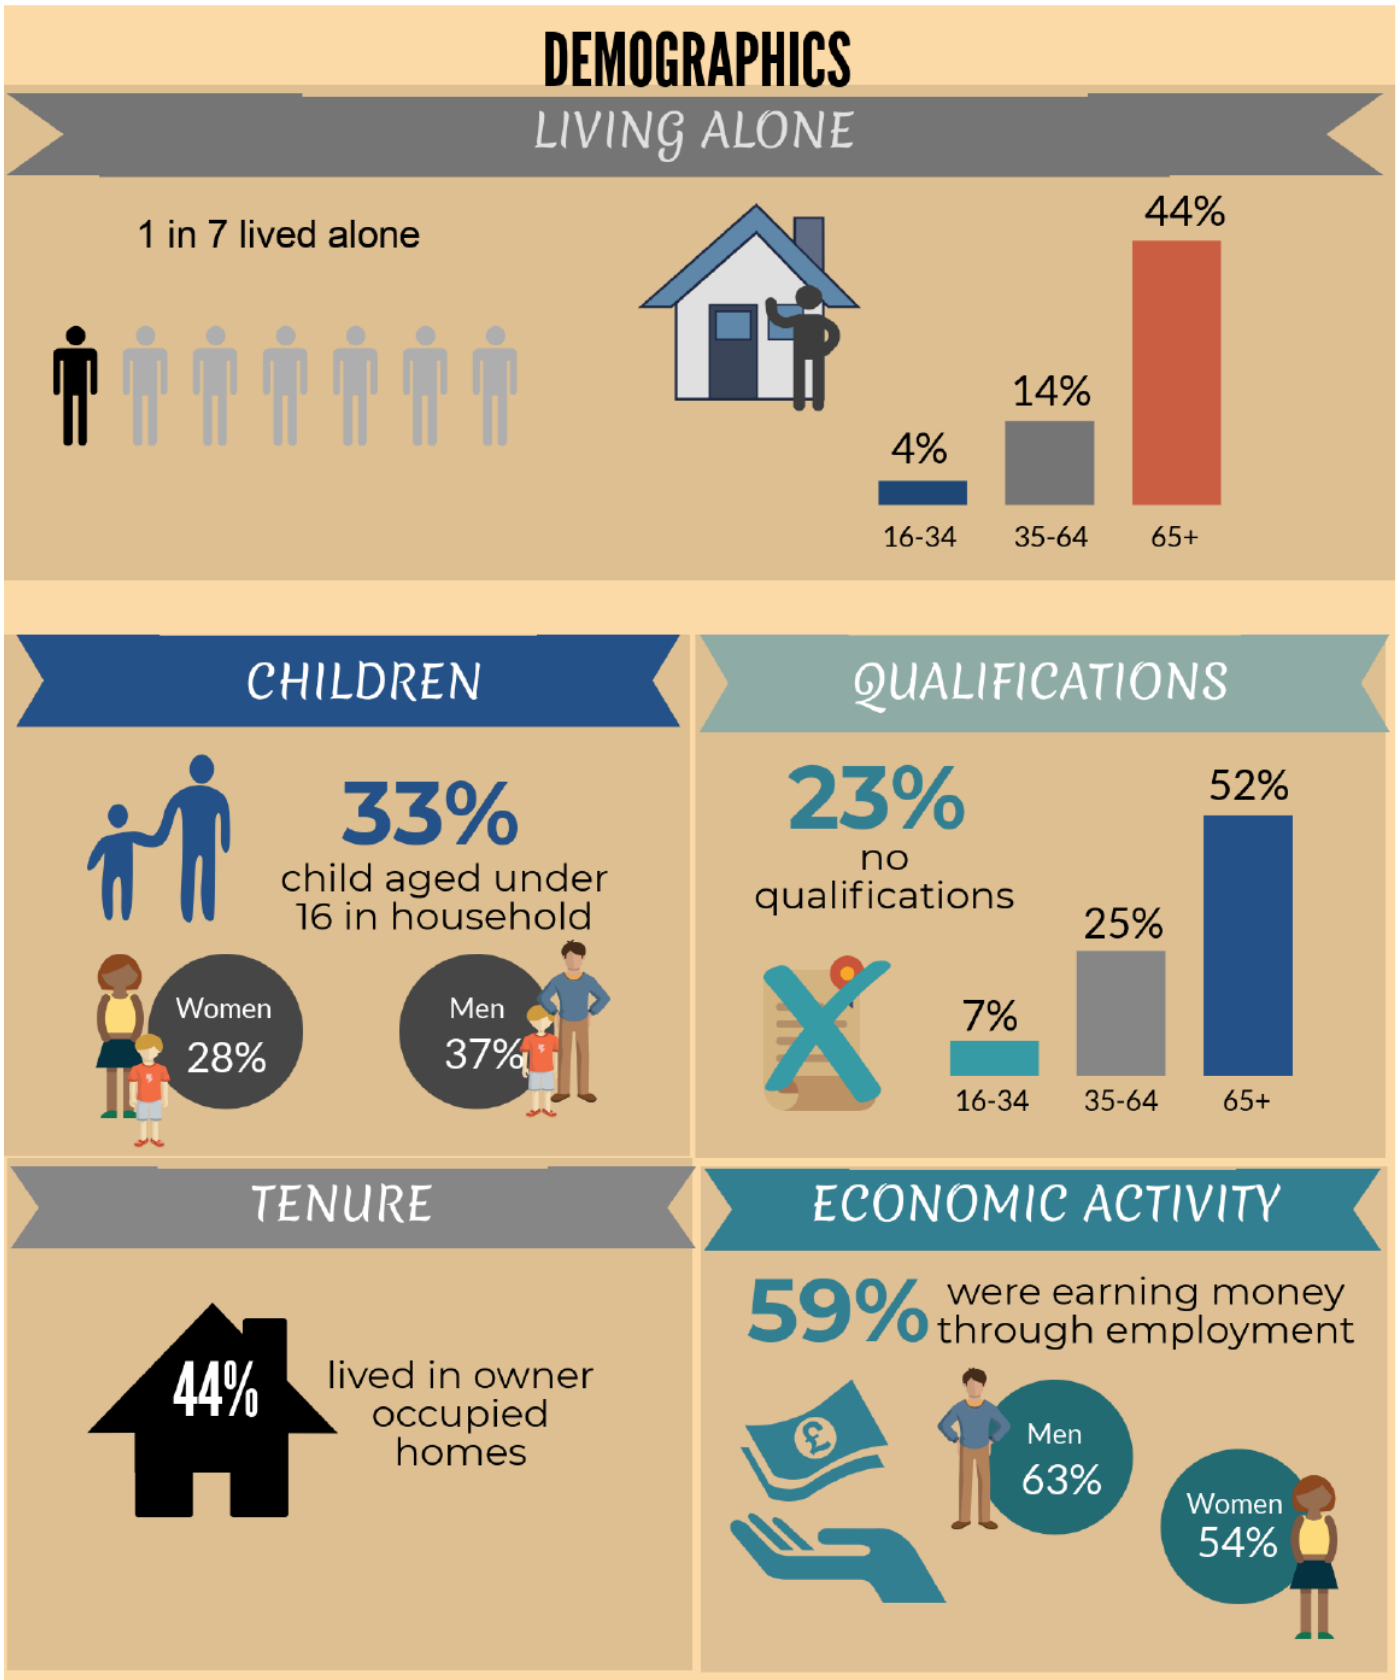 DEMOGRAPHICS
LIVING ALONE
1 in 7 lived alone
4%
14%
44%
16-34
35-64
65+
CHILDREN
33%
child aged under
16 in household
Women
28%
Men
37%
QUALIFICATIONS
23%
no
qualifications
7%
25%
52%
16-34
35-64
65+
TENURE
44%
lived in owner
occupied
homes
ECONOMIC ACTIVITY
59%
were earning money
through employment
£
Men
63%
Women
54%